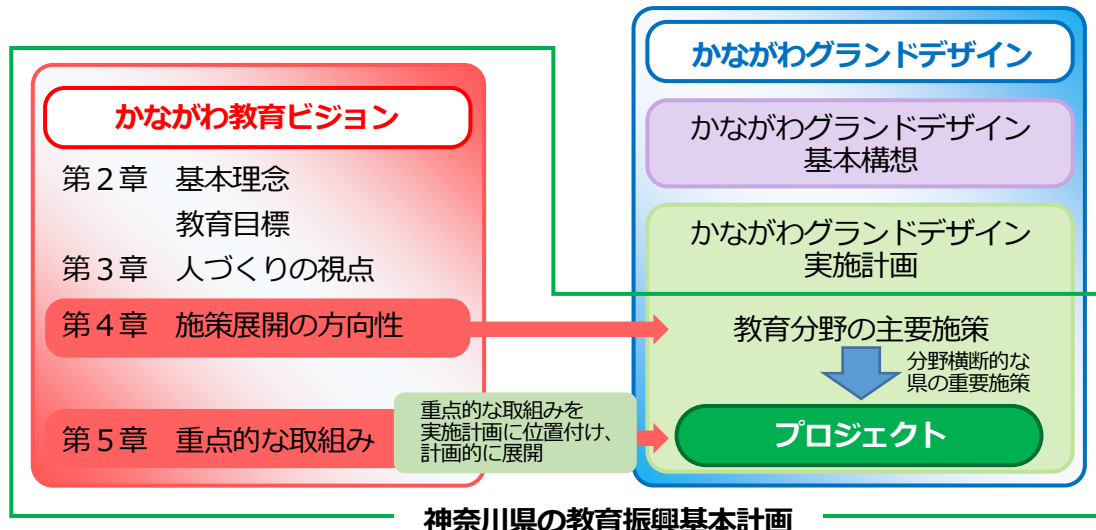 かながわ教育ビジョン
第２章　基本理念
教育目標
第３章　人づくりの視点
第４章　施策展開の方向性
第５章　重点的な取組み
重点的な取組みを
実施計画に位置付け、
計画的に展開
かながわグランドデザイン
かながわグランドデザイン
基本構想
かながわグランドデザイン
実施計画
教育分野の主要施策
分野横断的な
県の重要施策
プロジェクト
神奈川県の教育振興基本計画